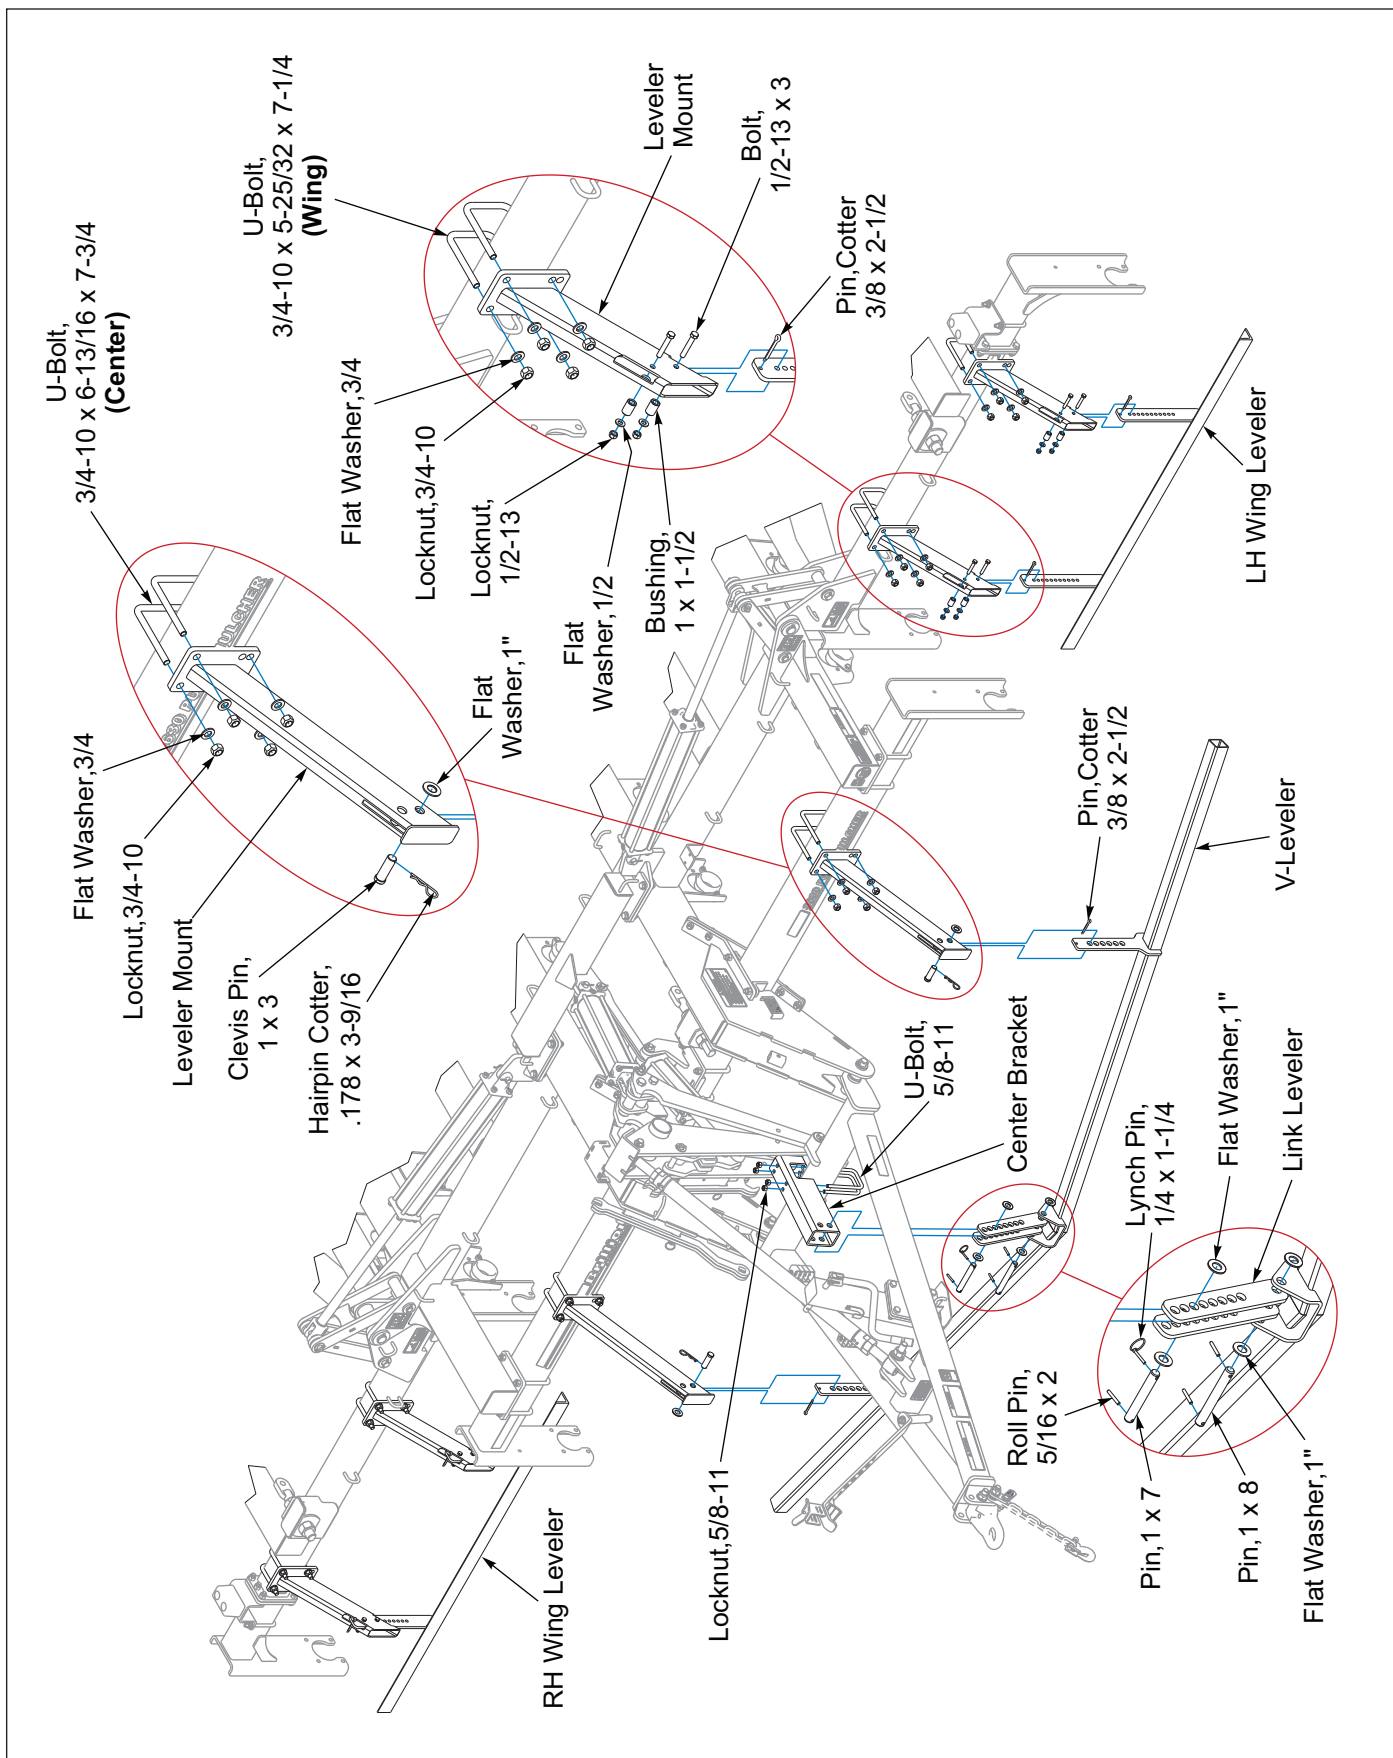 U-Bolt,
3/4-10 x 6-13/16 x 7-3/4
(Center)
Flat Washer,3/4
Locknut,3/4-10
Leveler Mount
Clevis Pin,
1 x 3
Hairpin Cotter,
.178 x 3-9/16
Flat
Washer,1"
U-Bolt,
3/4-10 x 5-25/32 x 7-1/4
(Wing)
Flat Washer,3/4
Locknut,3/4-10
Locknut,
1/2-13
Flat
Washer,1/2
Bushing,
1 x 1-1/2
Leveler
Mount
Bolt,
1/2-13 x 3
Pin,Cotter
3/8 x 2-1/2
LH Wing Leveler
Pin,Cotter
3/8 x 2-1/2
V-Leveler
U-Bolt,
5/8-11
Center Bracket
Lynch Pin,
1/4 x 1-1/4
Flat Washer,1"
Link Leveler
Roll Pin,
5/16 x 2
Pin,1 x 7
Pin,1 x 8
Flat Washer,1"
Locknut,5/8-11
RH Wing Leveler